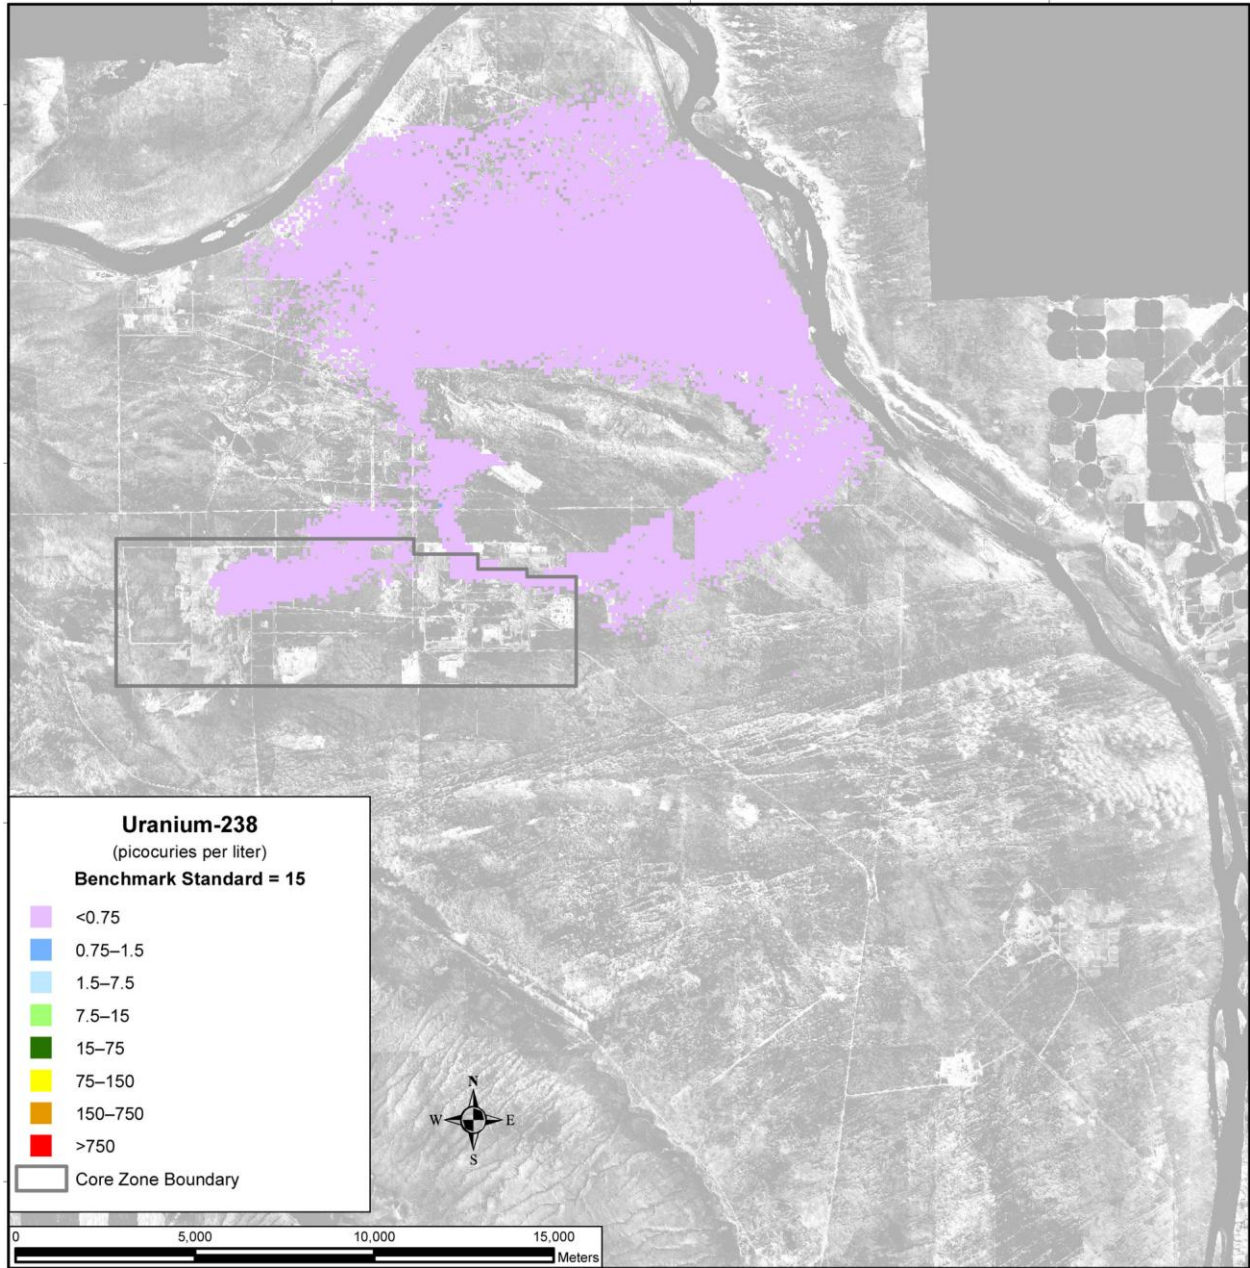 Uranium-238
(picocuries per liter)
Benchmark Standard = 15
<0.75
0.75–1.5
1.5–7.5
7.5–15
15–75
75–150
150–750
>750
Core Zone Boundary
N
W E
S
0 5,000 10,000 15,000
Meters